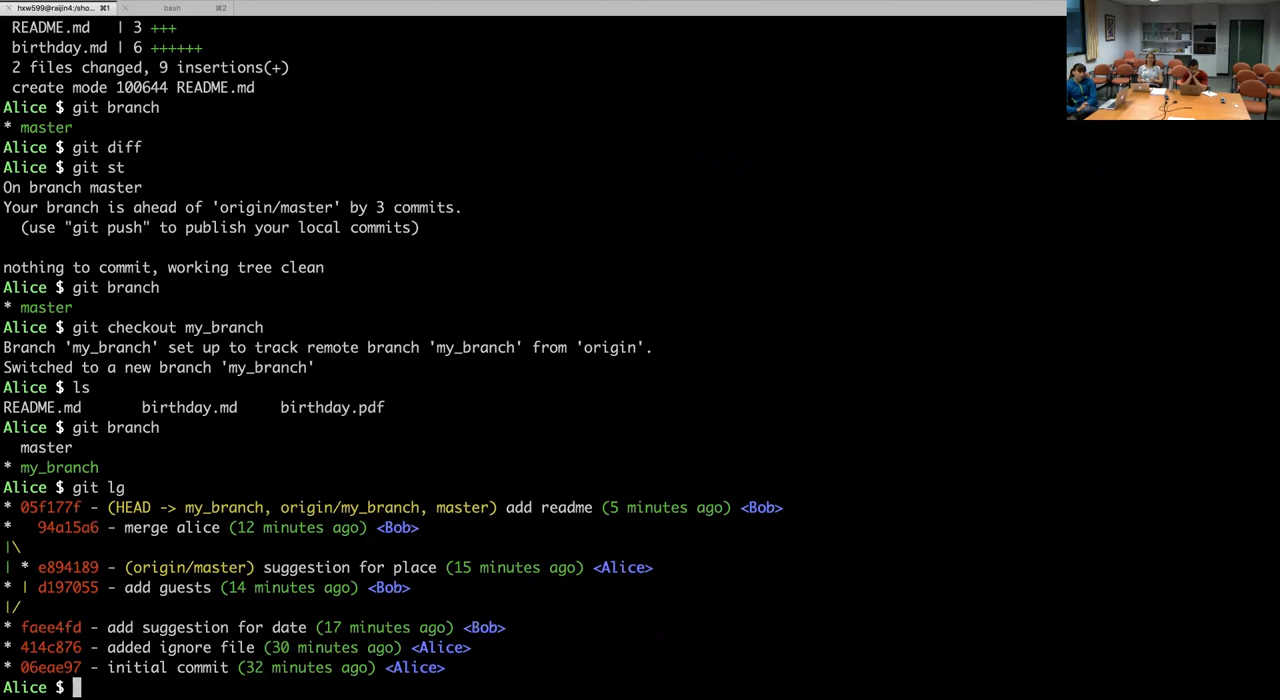 hxw599@raijin4:/sho... ⌘1 bash ⌘2
README.md | 3 +++
birthday.md | 6 ++++++
2 files changed, 9 insertions(+)
create mode 100644 README.md
Alice $ git branch
* master
Alice $ git diff
Alice $ git st
On branch master
Your branch is ahead of 'origin/master' by 3 commits.
(use "git push" to publish your local commits)
nothing to commit, working tree clean
Alice $ git branch
* master
Alice $ git checkout my_branch
Branch 'my_branch' set up to track remote branch 'my_branch' from 'origin'.
Switched to a new branch 'my_branch'
Alice $ ls
README.md birthday.md birthday.pdf
Alice $ git branch
master
* my_branch
Alice $ git lg
* 05f177f - (HEAD -> my_branch, origin/my_branch, master) add readme (5 minutes ago) <Bob>
* 94a15a6 - merge alice (12 minutes ago) <Bob>
|\
| * e894189 - (origin/master) suggestion for place (15 minutes ago) <Alice>
* | d197055 - add guests (14 minutes ago) <Bob>
|/
* faee4fd - add suggestion for date (17 minutes ago) <Bob>
* 414c876 - added ignore file (30 minutes ago) <Alice>
* 06eae97 - initial commit (32 minutes ago) <Alice>
Alice $